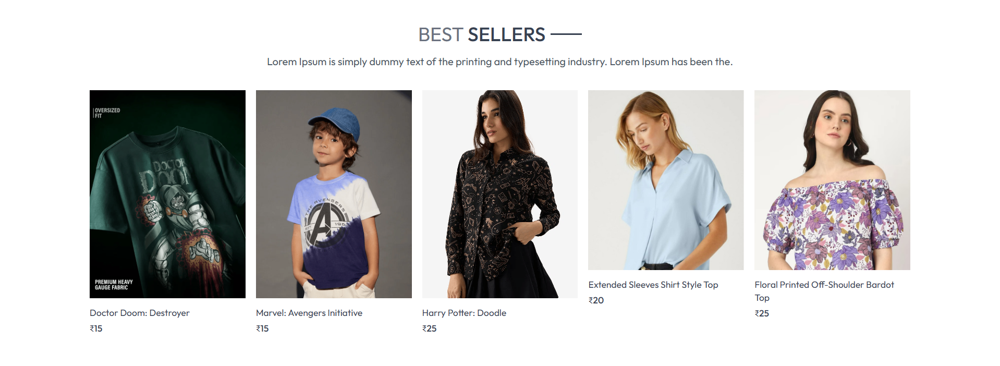 BEST SELLERS
Lorem Ipsum is simply dummy text of the printing and typesetting industry. Lorem Ipsum has been the.
OVERSIZED
FIT
DOCTOR
DOOM
PREMIUM HEAVY
GAUGE FABRIC
THE AVENGERS
EST 1963
Doctor Doom: Destroyer
₹15
Marvel: Avengers Initiative
₹15
Harry Potter: Doodle
₹25
Extended Sleeves Shirt Style Top
₹20
Floral Printed Off-Shoulder Bardot
Top
₹25